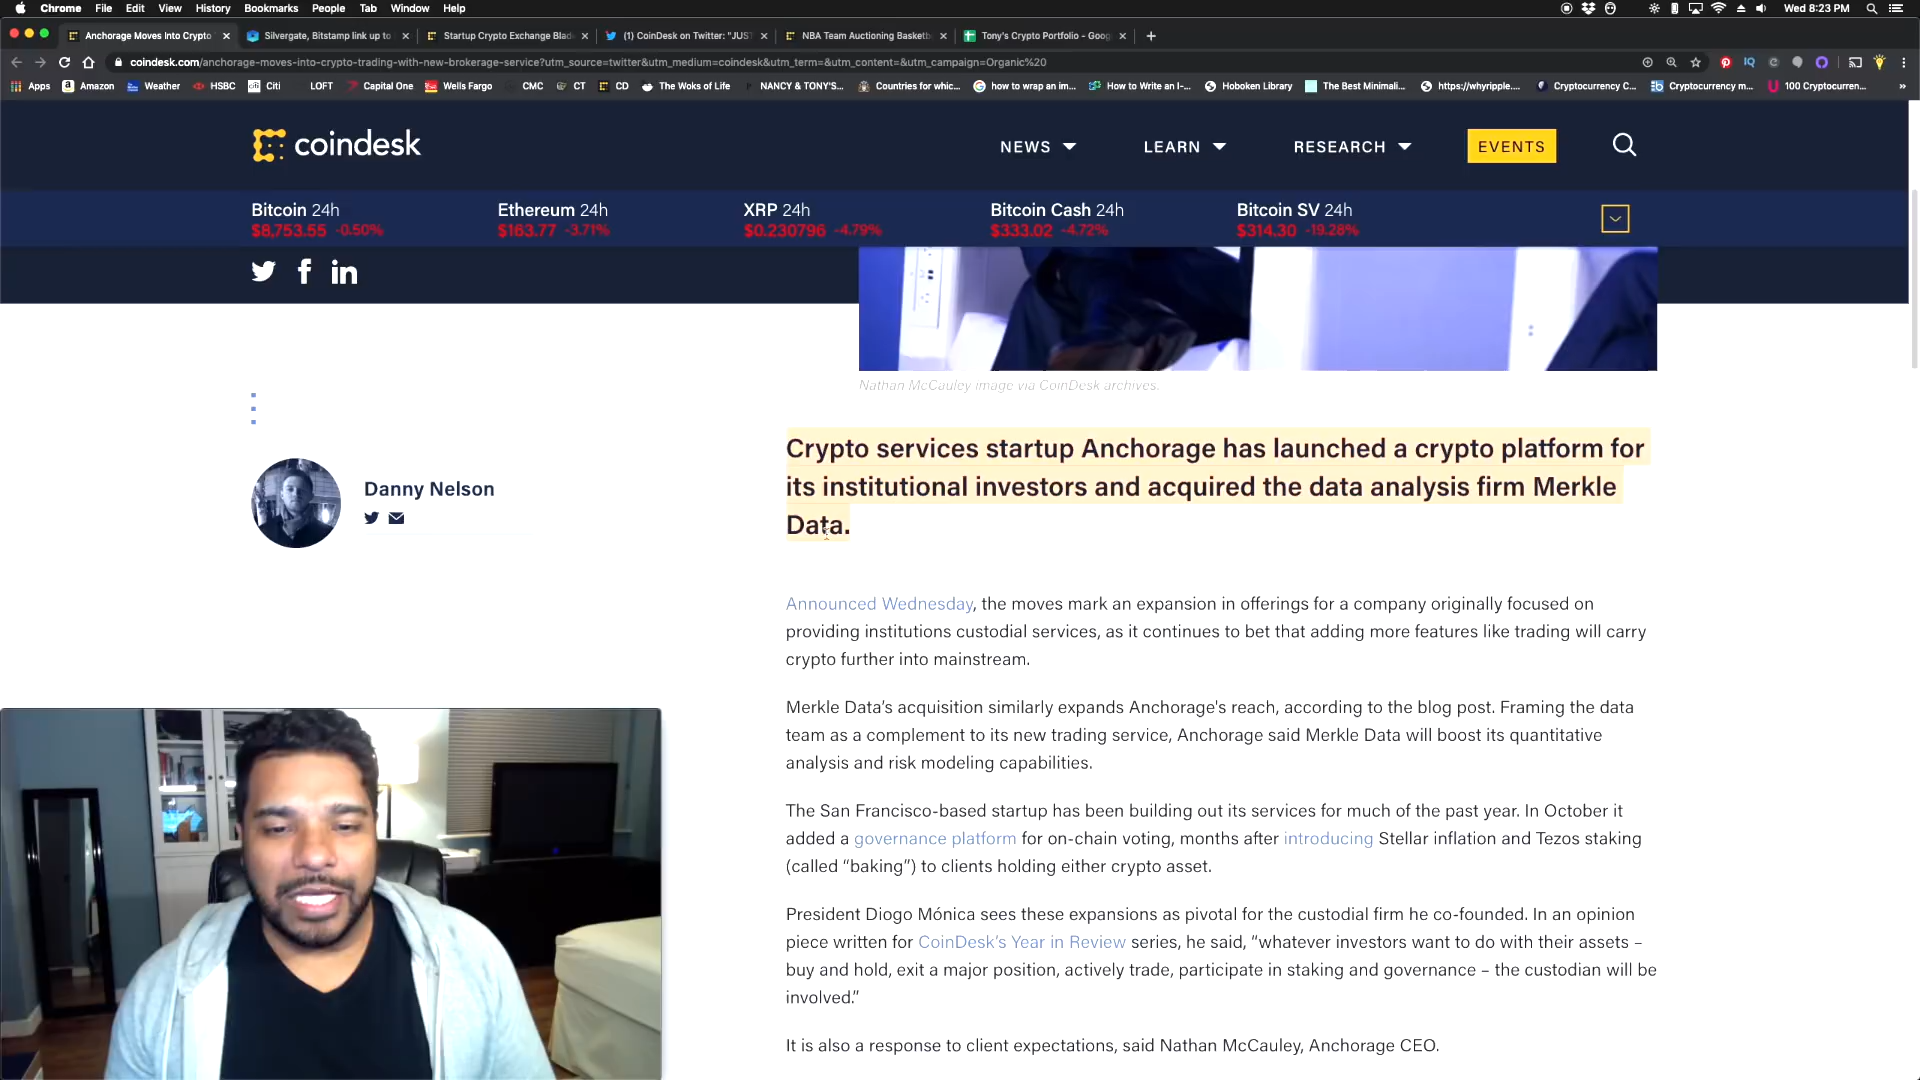 Chrome File Edit View History Bookmarks People Tab Window Help Wed 8:23 PM
Anchorage Moves Into Crypto Silvergate, Bitstamp link up to Startup Crypto Exchange Blad (1) CoinDesk on Twitter: "JUS NBA Team Auctioning Basketb Tony's Crypto Portfolio - Goog
coindesk.com/anchorage-moves-into-crypto-trading-with-new-brokerage-service?utm_source=twitter&utm_medium=coindesk&utm_term=&utm_content=&utm_campaign=Organic%20
Apps Amazon Weather HSBC citi Citi LOFT Capital One Wells Fargo CMC CT CD The Woks of Life NANCY & TONY'S... Countries for whic... how to wrap an im... How to Write an I-... Hoboken Library The Best Minimali... https://whyripple.... Cryptocurrency C... Cryptocurrency m... 100 Cryptocurren... »
coindesk NEWS LEARN RESEARCH EVENTS
Bitcoin 24h Ethereum 24h XRP 24h Bitcoin Cash 24h Bitcoin SV 24h
$8,753.55 -0.50% $163.77 -3.71% $0.230796 -4.79% $333.02 -4.72% $314.30 -19.28%
Nathan McCauley image via CoinDesk archives.
Danny Nelson
Crypto services startup Anchorage has launched a crypto platform for
its institutional investors and acquired the data analysis firm Merkle
Data.
Announced Wednesday, the moves mark an expansion in offerings for a company originally focused on
providing institutions custodial services, as it continues to bet that adding more features like trading will carry
crypto further into mainstream.
Merkle Data's acquisition similarly expands Anchorage's reach, according to the blog post. Framing the data
team as a complement to its new trading service, Anchorage said Merkle Data will boost its quantitative
analysis and risk modeling capabilities.
The San Francisco-based startup has been building out its services for much of the past year. In October it
added a governance platform for on-chain voting, months after introducing Stellar inflation and Tezos staking
(called “baking”) to clients holding either crypto asset.
President Diogo Mónica sees these expansions as pivotal for the custodial firm he co-founded. In an opinion
piece written for CoinDesk's Year in Review series, he said, “whatever investors want to do with their assets –
buy and hold, exit a major position, actively trade, participate in staking and governance – the custodian will be
involved.”
It is also a response to client expectations, said Nathan McCauley, Anchorage CEO.